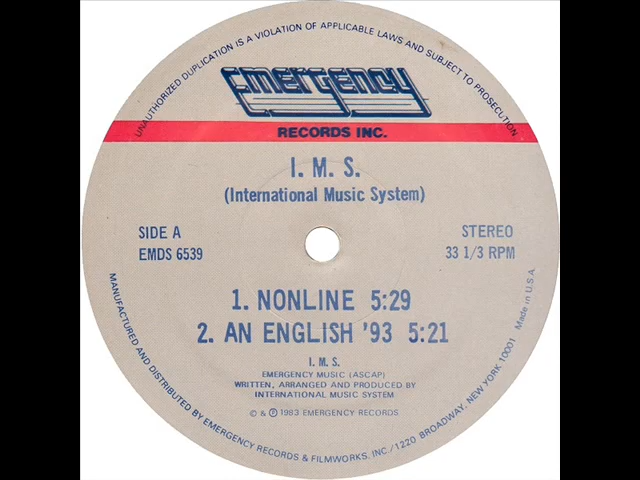 UNAUTHORIZED DUPLICATION IS A VIOLATION OF APPLICABLE LAWS AND SUBJECT TO PROSECUTION
Emergency
RECORDS INC.
I. M. S.
(International Music System)
SIDE A
EMDS 6539
STEREO
33 1/3 RPM
1. NONLINE 5:29
2. AN ENGLISH '93 5:21
I. M. S.
EMERGENCY MUSIC (ASCAP)
WRITTEN, ARRANGED AND PRODUCED BY
INTERNATIONAL MUSIC SYSTEM
© & ℗ 1983 EMERGENCY RECORDS
MANUFACTURED AND DISTRIBUTED BY EMERGENCY RECORDS & FILMWORKS, INC./1220 BROADWAY, NEW YORK 10001
Made in U.S.A.